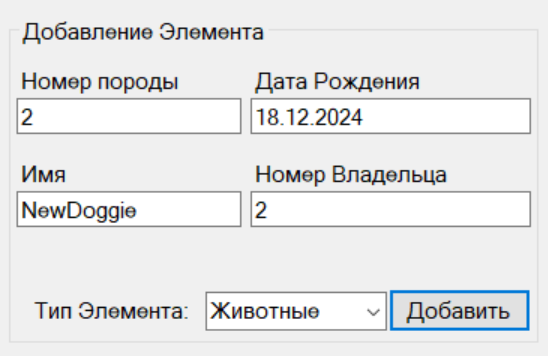 Добавление Элемента
Номер породы Дата Рождения
2 18.12.2024
Имя Номер Владельца
NewDoggie 2
Тип Элемента: Животные Добавить